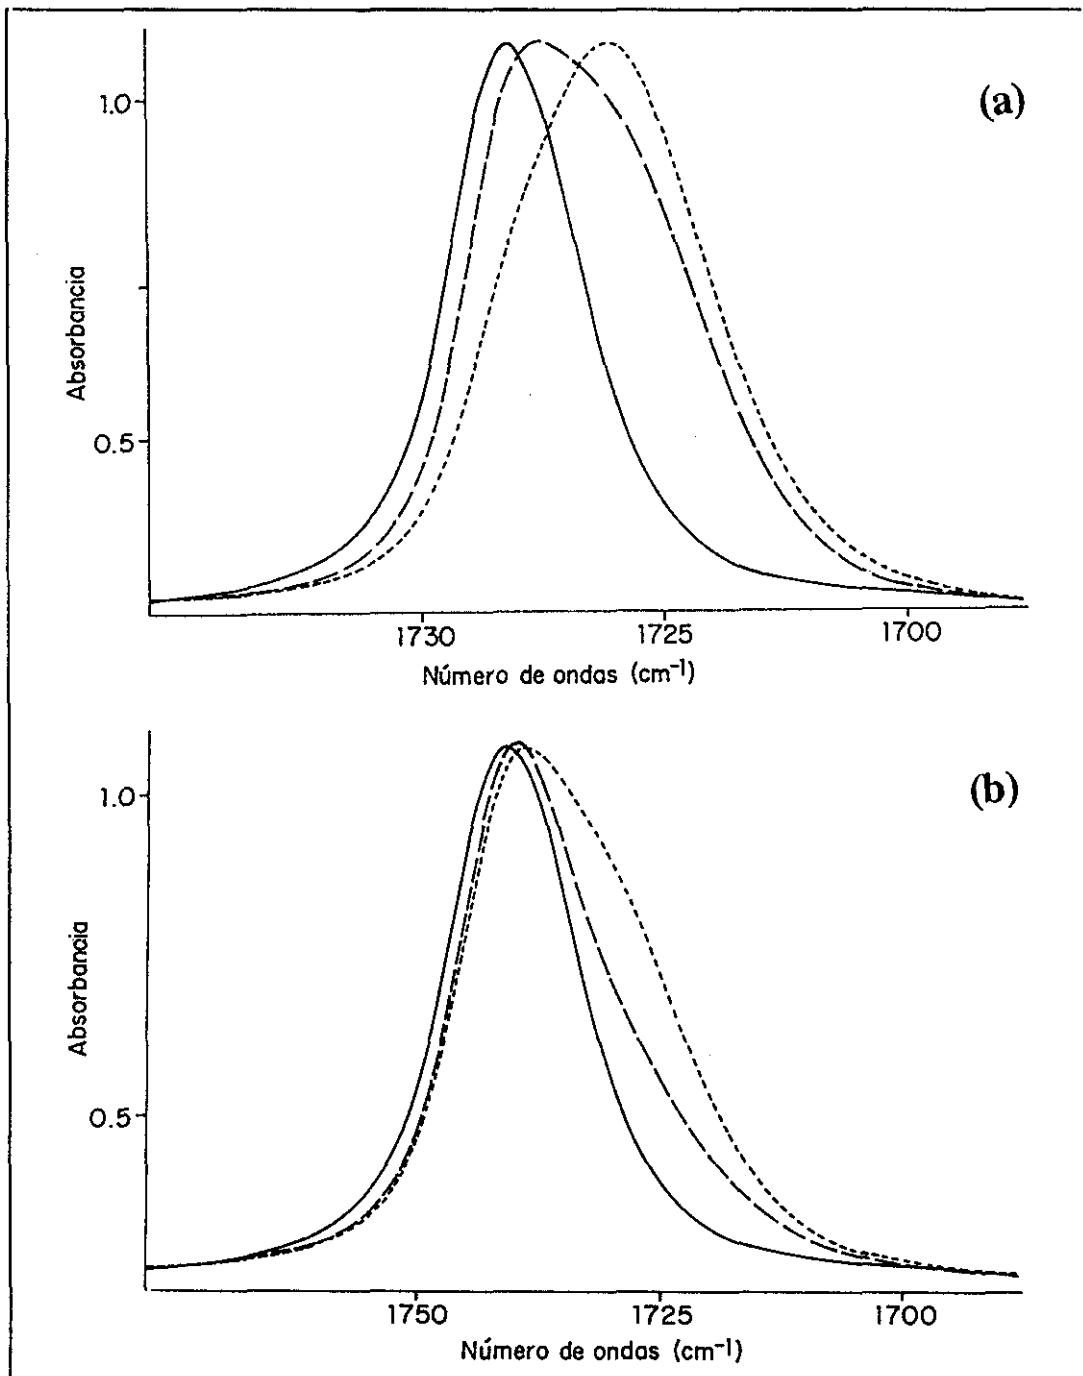 (a)
1.0
Absorbancia
0.5
1730
1725
1700
Número de ondas (cm⁻¹)
(b)
1.0
Absorbancia
0.5
1750
1725
1700
Número de ondas (cm⁻¹)